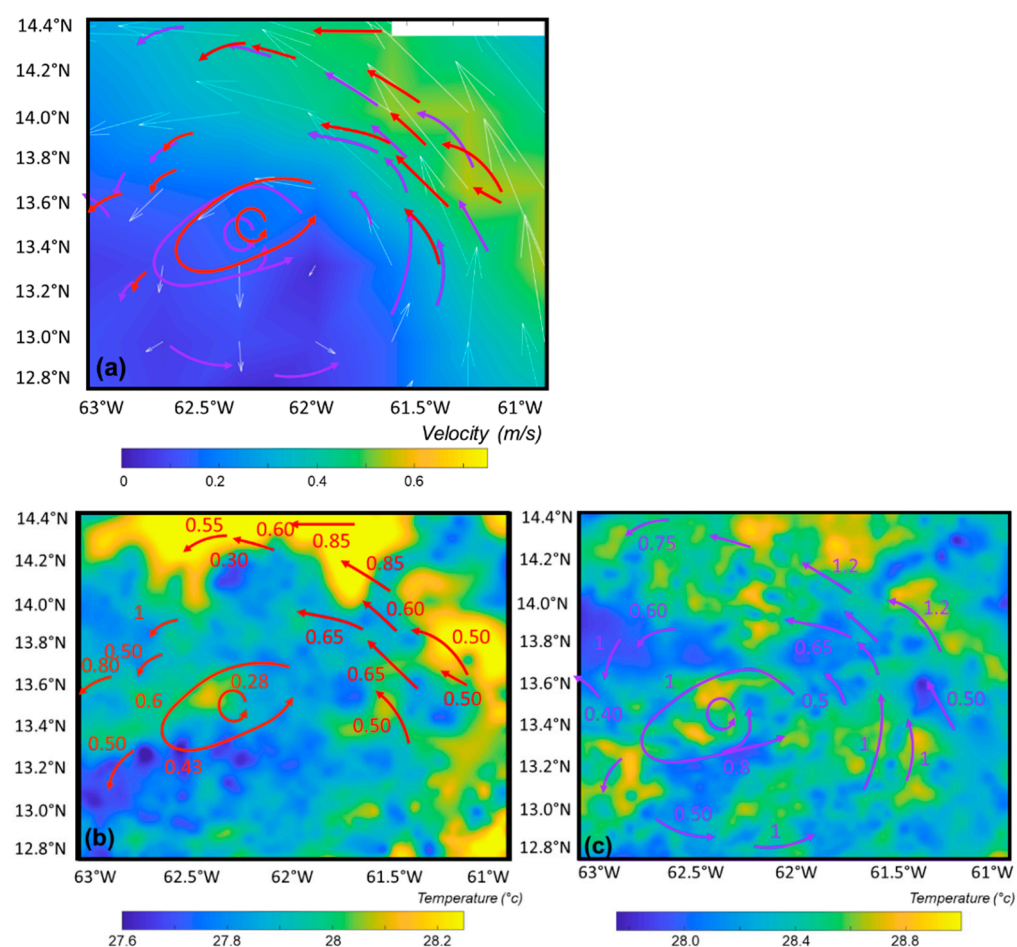 14.4°N
14.2°N
14.0°N
13.8°N
13.6°N
13.4°N
13.2°N
13.0°N
12.8°N
(a)
63°W 62.5°W 62°W 61.5°W 61°W
Velocity (m/s)
0 0.2 0.4 0.6
14.4°N
14.2°N
14.0°N
13.8°N
13.6°N
13.4°N
13.2°N
13.0°N
12.8°N
0.55 0.60 0.85
0.30 0.85
1 0.60
0.65 0.50
0.50
0.80 0.65
0.28
0.6 0.50
0.50
0.50
0.43
(b)
63°W 62.5°W 62°W 61.5°W 61°W
Temperature (°c)
27.6 27.8 28 28.2
14.4°N
14.2°N
14.0°N
13.8°N
13.6°N
13.4°N
13.2°N
13.0°N
12.8°N
0.75
1.2
0.60 1.2
1 0.65
1
0.40 0.5 0.50
1 1
0.8
0.50 1
(c)
63°W 62.5°W 62°W 61.5°W 61°W
Temperature (°c)
28.0 28.4 28.8